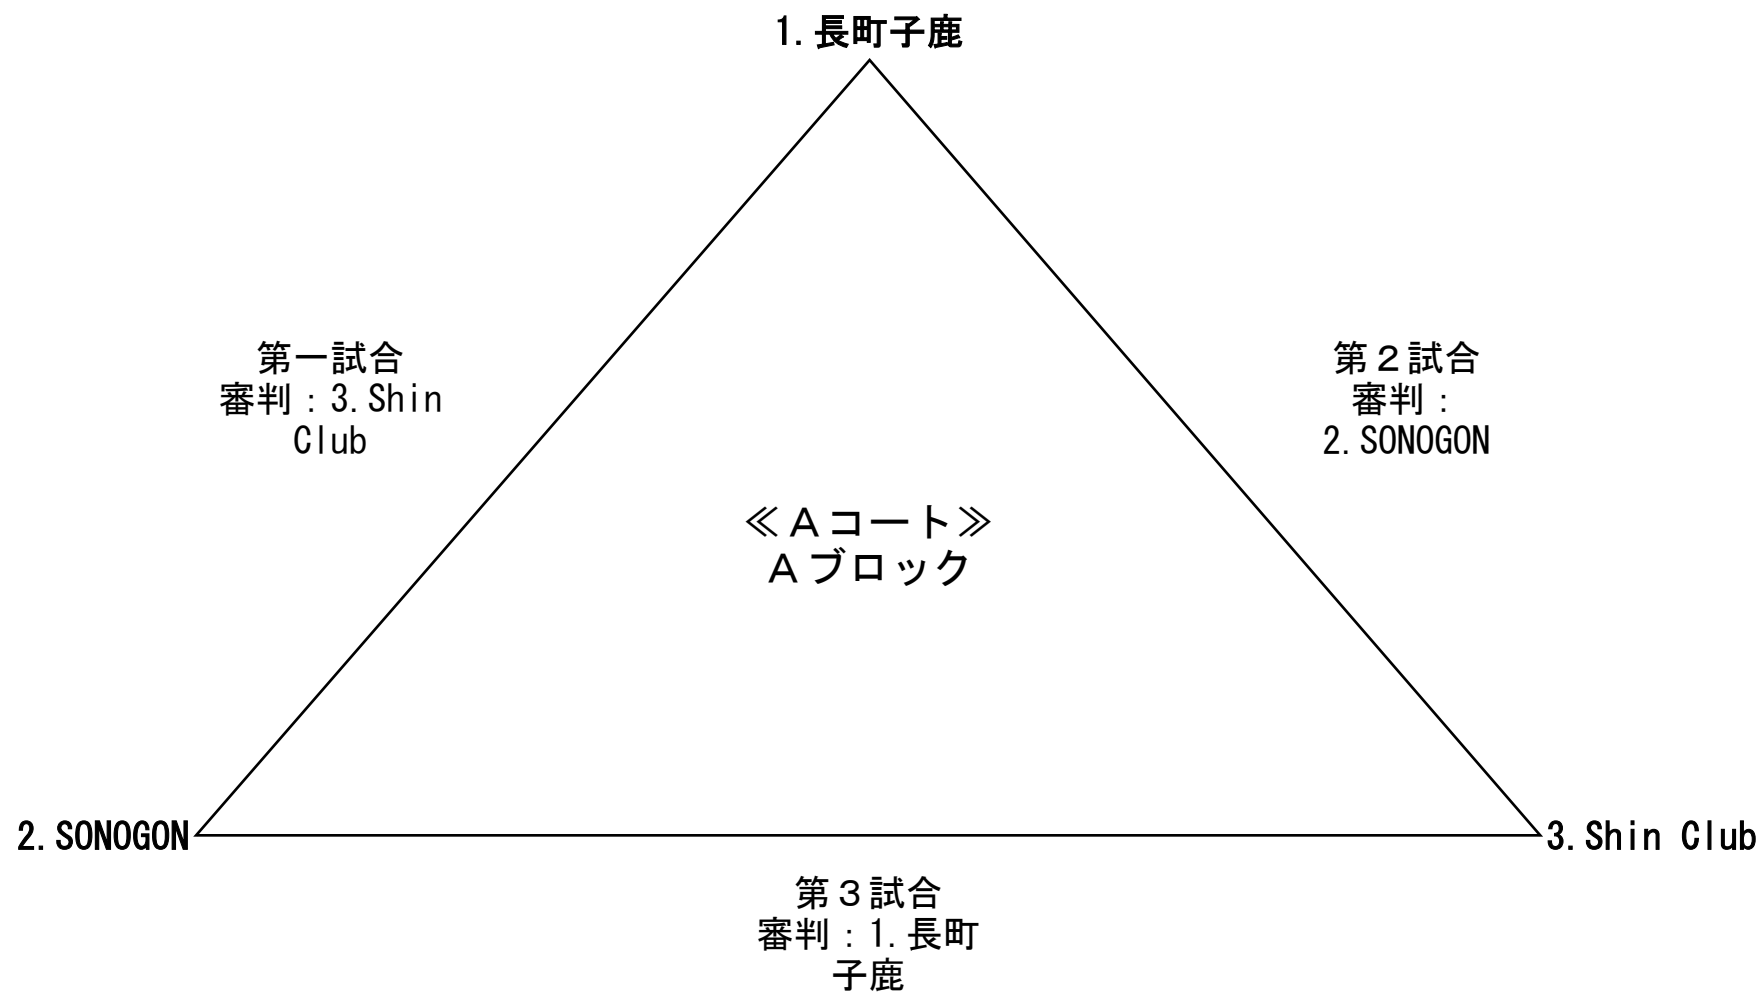 1.長町子鹿
第一試合
審判：3.Shin
Club
第２試合
審判：
2.SONOGON
≪Ａコート≫
Ａブロック
2.SONOGON
3.Shin Club
第３試合
審判：1.長町
子鹿